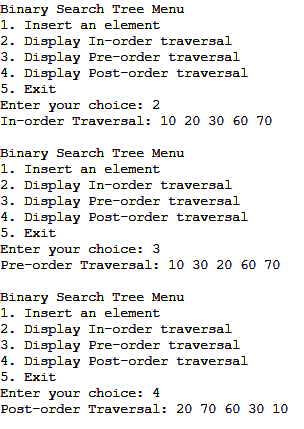 Binary Search Tree Menu
1. Insert an element
2. Display In-order traversal
3. Display Pre-order traversal
4. Display Post-order traversal
5. Exit
Enter your choice: 2
In-order Traversal: 10 20 30 60 70

Binary Search Tree Menu
1. Insert an element
2. Display In-order traversal
3. Display Pre-order traversal
4. Display Post-order traversal
5. Exit
Enter your choice: 3
Pre-order Traversal: 10 30 20 60 70

Binary Search Tree Menu
1. Insert an element
2. Display In-order traversal
3. Display Pre-order traversal
4. Display Post-order traversal
5. Exit
Enter your choice: 4
Post-order Traversal: 20 70 60 30 10